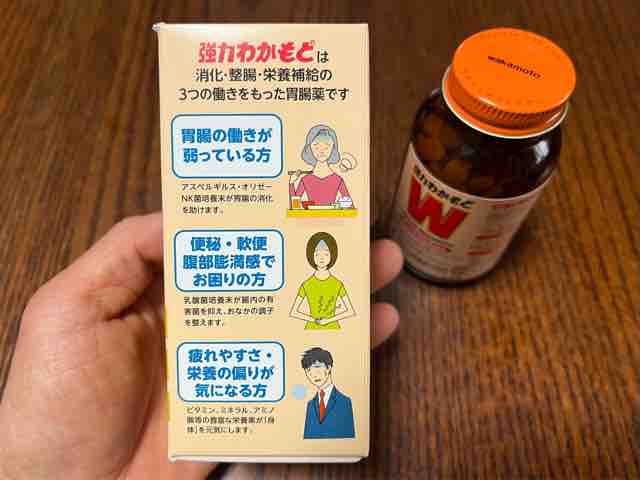 強力わかもとは
消化・整腸・栄養補給の
3つの働きをもった胃腸薬です
胃腸の働きが
弱っている方
アスペルギルス・オリゼー
NK菌培養末が胃腸の消化
を助けます。
便秘・軟便
腹部膨満感で
お困りの方
乳酸菌培養末が腸内の有
害菌を抑え、おなかの調子
を整えます。
疲れやすさ・
栄養の偏りが
気になる方
ビタミン、ミネラル、アミノ
酸等の豊富な栄養薬が「身
体」を元気にします。
wakamoto
強力わかもと
W